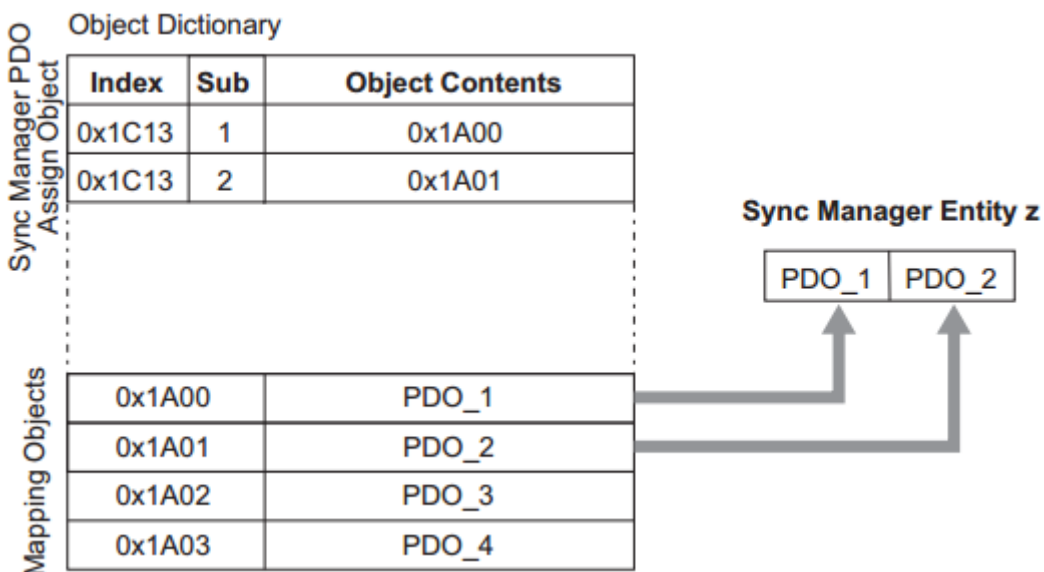 Object Dictionary
Sync Manager PDO
Assign Object
Index Sub Object Contents
0x1C13 1 0x1A00
0x1C13 2 0x1A01
Sync Manager Entity z
PDO_1 PDO_2
Mapping Objects
0x1A00 PDO_1
0x1A01 PDO_2
0x1A02 PDO_3
0x1A03 PDO_4